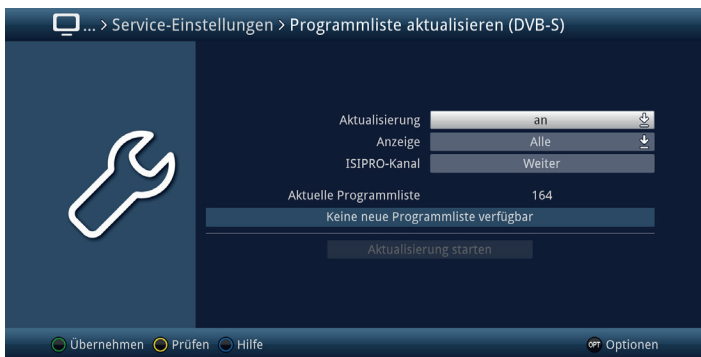 ... > Service-Einstellungen > Programmliste aktualisieren (DVB-S)
Aktualisierung an
Anzeige Alle
ISIPRO-Kanal Weiter
Aktuelle Programmliste 164
Keine neue Programmliste verfügbar
Aktualisierung starten
Übernehmen Prüfen Hilfe OPT Optionen